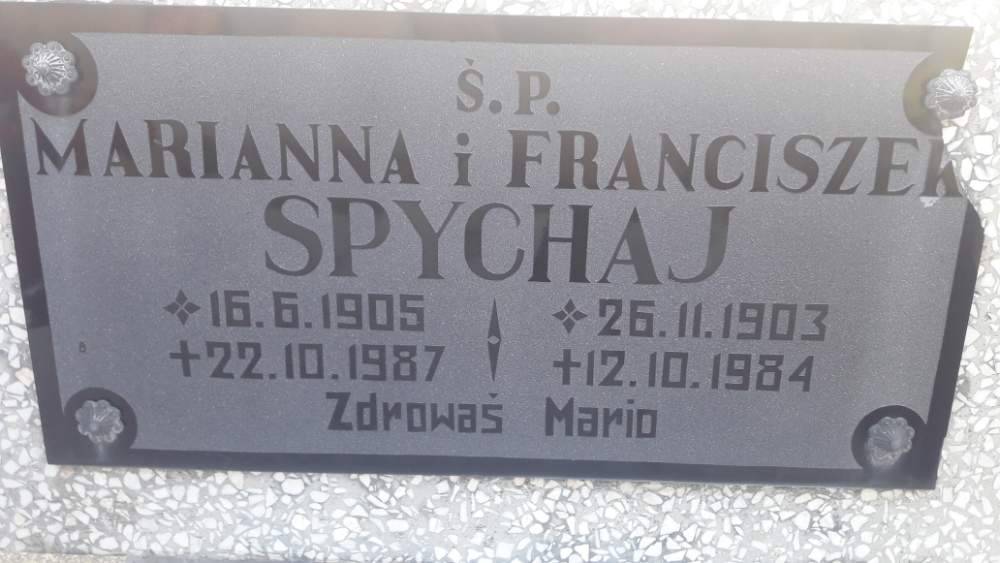 Ś.P.
MARIANNA i FRANCISZEK
SPYCHAJ
16.6.1905 26.11.1903
+22.10.1987 +12.10.1984
Zdrowaś Mario